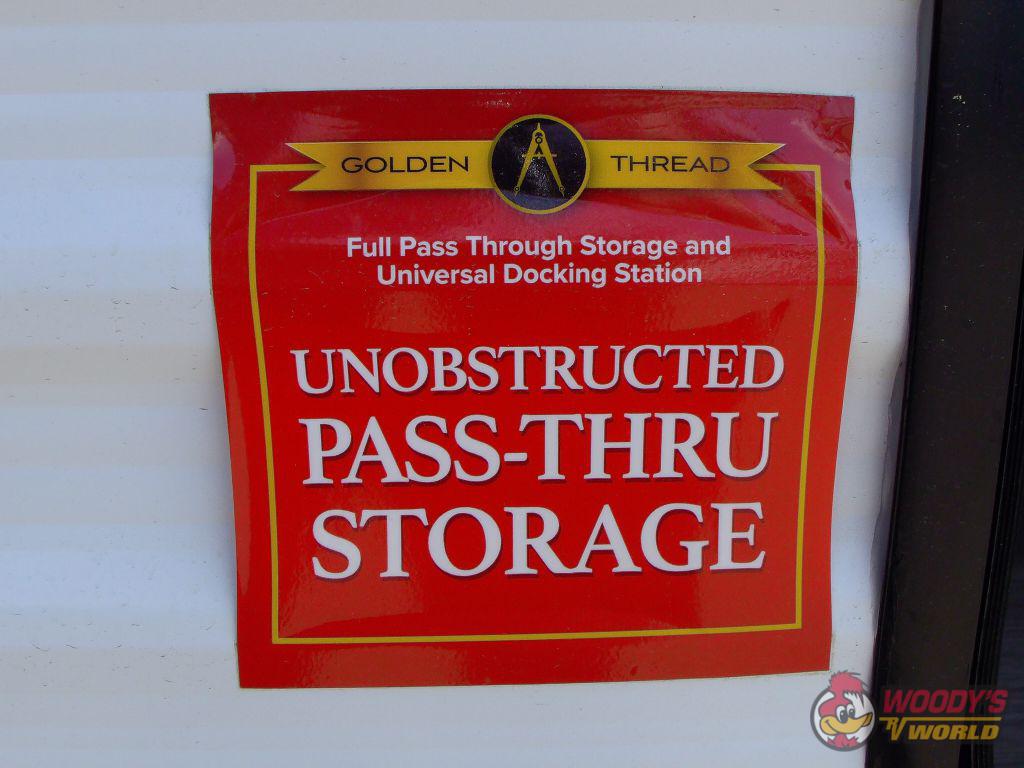 GOLDEN THREAD
Full Pass Through Storage and
Universal Docking Station
UNOBSTRUCTED
PASS-THRU
STORAGE
WOODY'S
RV WORLD